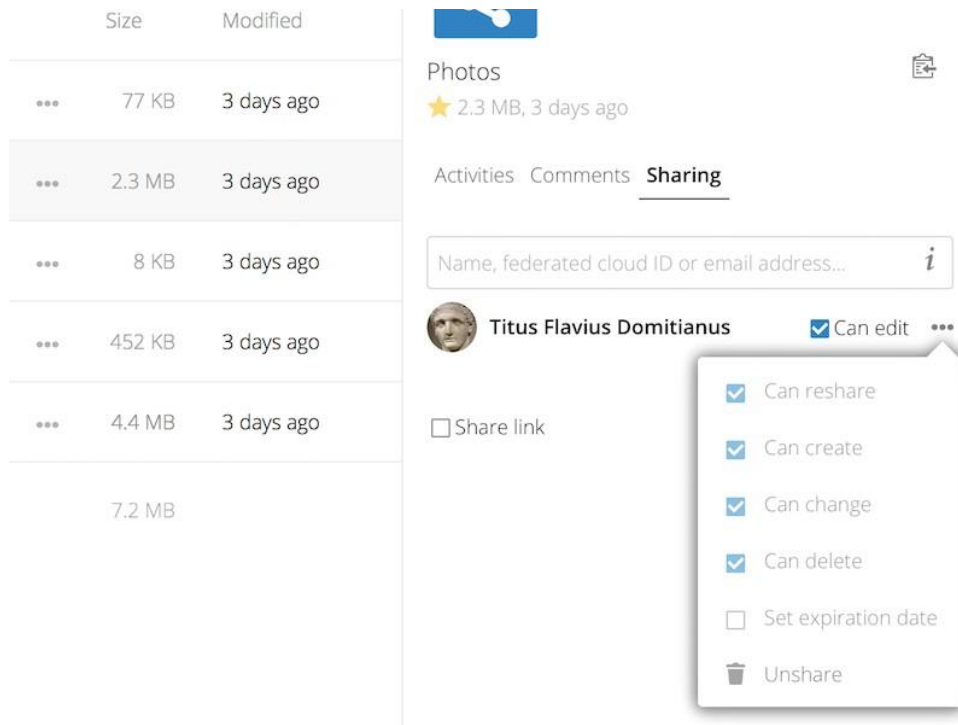 Size Modified
77 KB 3 days ago
2.3 MB 3 days ago
8 KB 3 days ago
452 KB 3 days ago
4.4 MB 3 days ago
7.2 MB
Photos
2.3 MB, 3 days ago
Activities Comments Sharing
Name, federated cloud ID or email address...
Titus Flavius Domitianus Can edit
Can reshare
Can create
Can change
Can delete
Set expiration date
Unshare
Share link